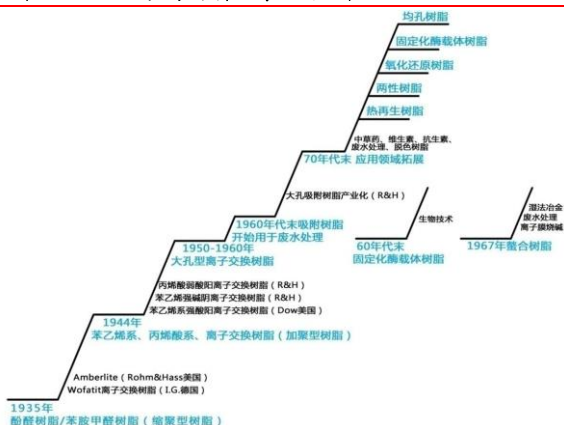 均孔树脂
固定化酶载体树脂
氧化还原树脂
两性树脂
热再生树脂
中草药、维生素、抗生素、
废水处理、脱色树脂
70年代末 应用领域拓展
大孔吸附树脂产业化（R&H）
1960年代末吸附树脂
开始用于废水处理
生物技术
60年代末
固定化酶载体树脂
湿法冶金
废水处理
离子膜烧碱
1967年螯合树脂
1950-1960年
大孔型离子交换树脂
丙烯酸弱酸阳离子交换树脂（R&H）
苯乙烯强碱阴离子交换树脂（R&H）
苯乙烯系强酸阳离子交换树脂（Dow美国）
1944年
苯乙烯系、丙烯酸系、离子交换树脂（加聚型树脂）
Amberlite（Rohm&Hass美国）
Wofatit离子交换树脂（I.G.德国）
1935年
酚醛树脂/苯胺甲醛树脂（缩聚型树脂）